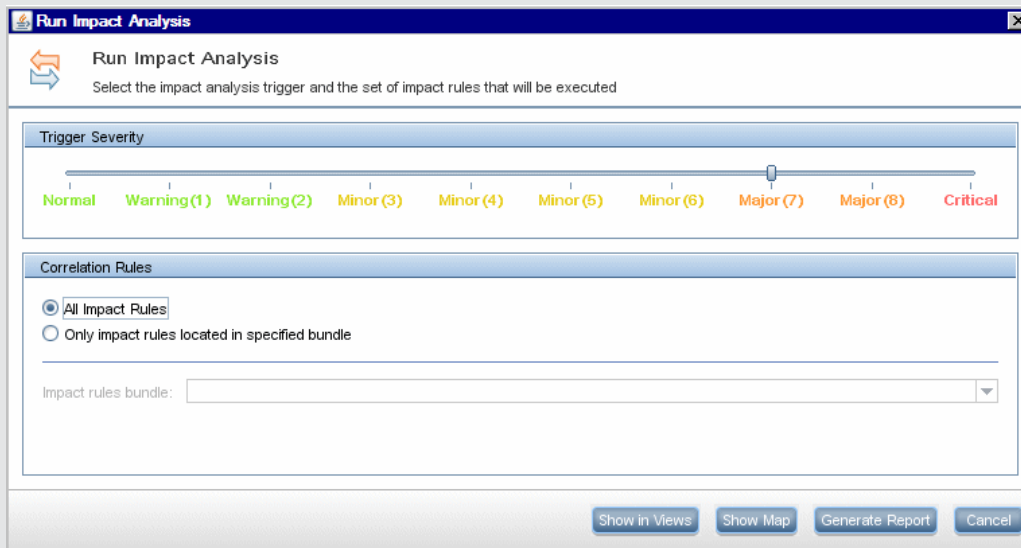 Run Impact Analysis
Run Impact Analysis
Select the impact analysis trigger and the set of impact rules that will be executed
Trigger Severity
Normal Warning(1) Warning(2) Minor(3) Minor(4) Minor(5) Minor(6) Major(7) Major(8) Critical
Correlation Rules
All Impact Rules
Only impact rules located in specified bundle
Impact rules bundle:
Show in Views Show Map Generate Report Cancel